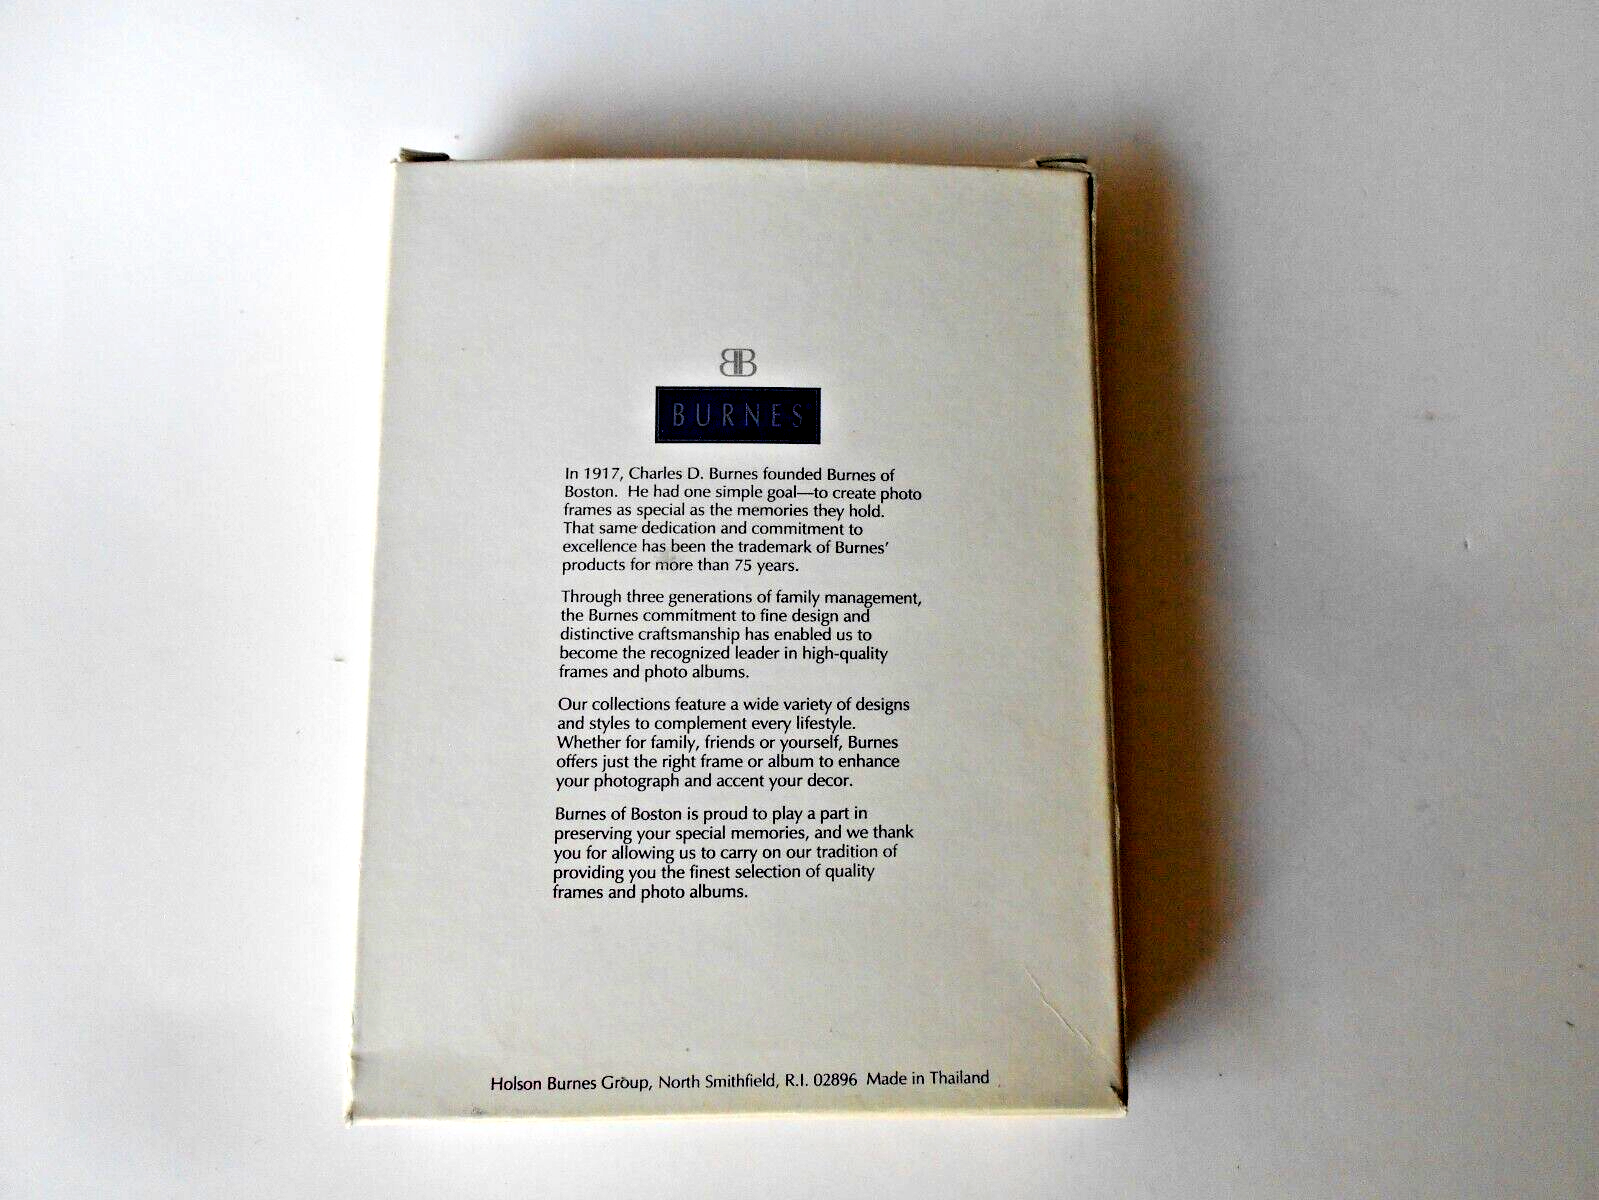 BB
BURNES
In 1917, Charles D. Burnes founded Burnes of
Boston. He had one simple goal—to create photo
frames as special as the memories they hold.
That same dedication and commitment to
excellence has been the trademark of Burnes'
products for more than 75 years.
Through three generations of family management,
the Burnes commitment to fine design and
distinctive craftsmanship has enabled us to
become the recognized leader in high-quality
frames and photo albums.
Our collections feature a wide variety of designs
and styles to complement every lifestyle.
Whether for family, friends or yourself, Burnes
offers just the right frame or album to enhance
your photograph and accent your decor.
Burnes of Boston is proud to play a part in
preserving your special memories, and we thank
you for allowing us to carry on our tradition of
providing you the finest selection of quality
frames and photo albums.
Holson Burnes Group, North Smithfield, R.I. 02896 Made in Thailand